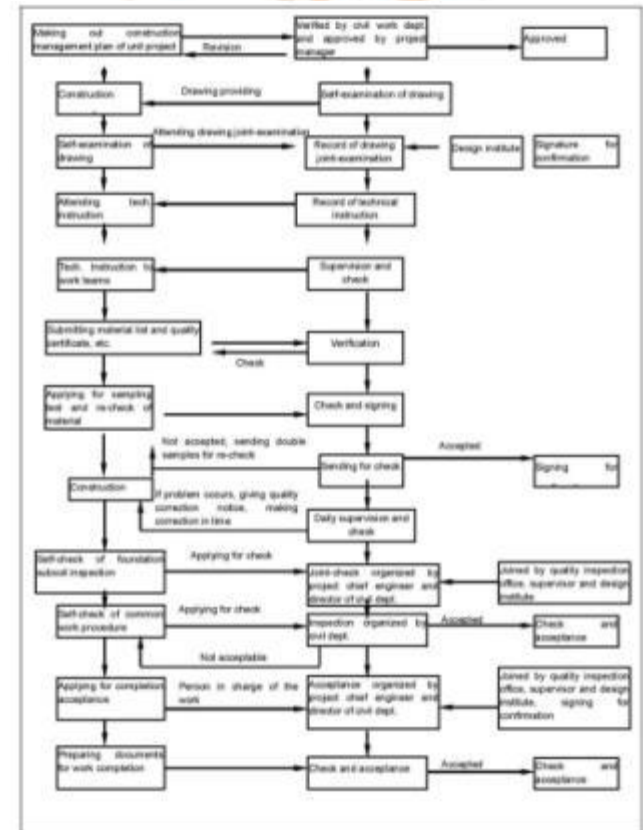 Making out construction
management plan of unit project
Revision
Verified by civil work dept.
and approved by project
manager
Approved
Construction
Drawing providing
Self-examination of drawing
Self-examination of
drawing
Attending drawing joint-examination
Record of drawing
joint-examination
Design institute
Signature for
confirmation
Attending tech.
instruction
Record of technical
instruction
Tech. Instruction to
work teams
Supervision and
check
Submitting material list and quality
certificate, etc.
Check
Verification
Applying for sampling
test and re-check of
material
Check and signing
Not accepted, sending double
samples for re-check
Sending for check
Accepted
Signing for
Construction
If problem occurs, giving quality
correction notice, making
correction in time
Daily supervision and
check
Self-check of foundation
subsoil inspection
Applying for check
Joint-check organized by
project chief engineer and
director of civil dept.
Joined by quality inspection
office, supervisor and design
institute
Self-check of common
work procedure
Applying for check
Inspection organized by
civil dept.
Accepted
Check and
acceptance
Not acceptable
Applying for completion
acceptance
Person in charge of the
work
Acceptance organized by
project chief engineer and
director of civil dept.
Joined by quality inspection
office, supervisor and design
institute, signing for
confirmation
Preparing documents
for work completion
Check and acceptance
Accepted
Check and
acceptance